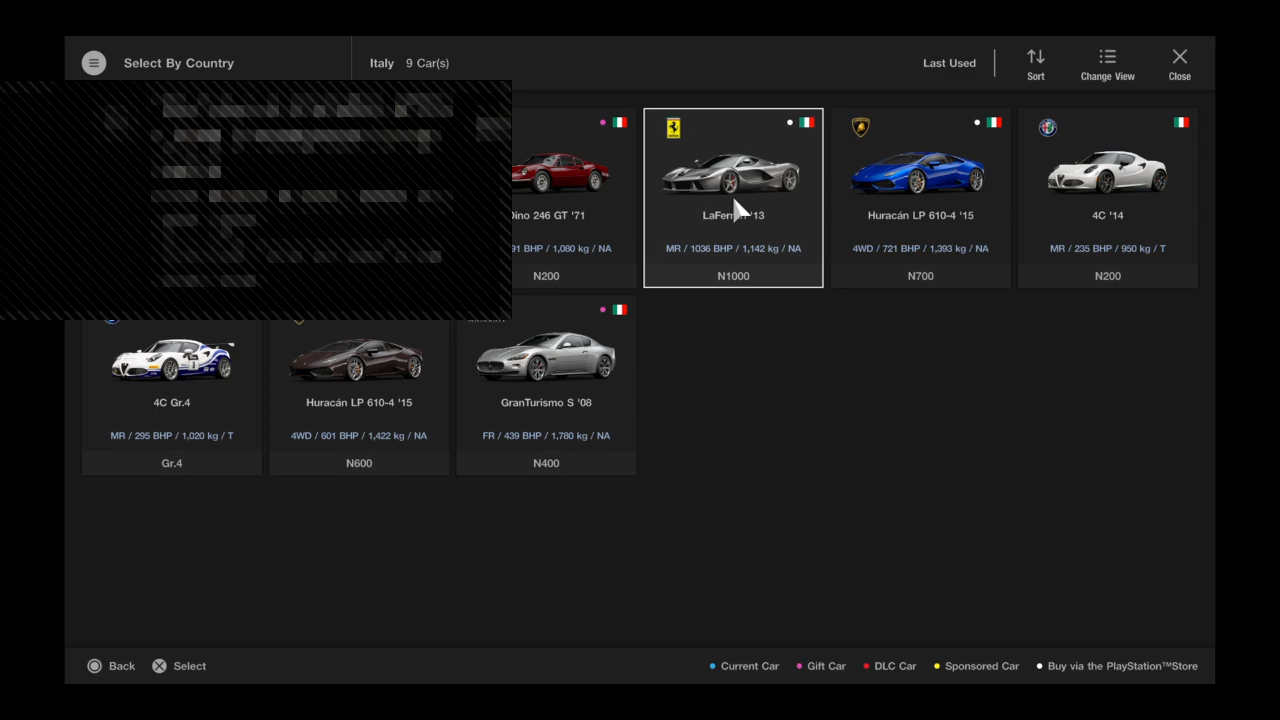 Select By Country
Italy 9 Car(s)
Last Used
Sort
Change View
Close
Dino 246 GT '71
BHP / 1,080 kg / NA
N200
'13
MR / 1036 BHP / 1,142 kg / NA
N1000
Huracán LP 610-4 '15
4WD / 721 BHP / 1,393 kg / NA
N700
4C '14
MR / 235 BHP / 950 kg / T
N200
4C Gr.4
MR / 295 BHP / 1,020 kg / T
Gr.4
Huracán LP 610-4 '15
4WD / 601 BHP / 1,422 kg / NA
N600
GranTurismo S '08
FR / 439 BHP / 1,780 kg / NA
N400
Back
Select
Current Car
Gift Car
DLC Car
Sponsored Car
Buy via the PlayStation™Store